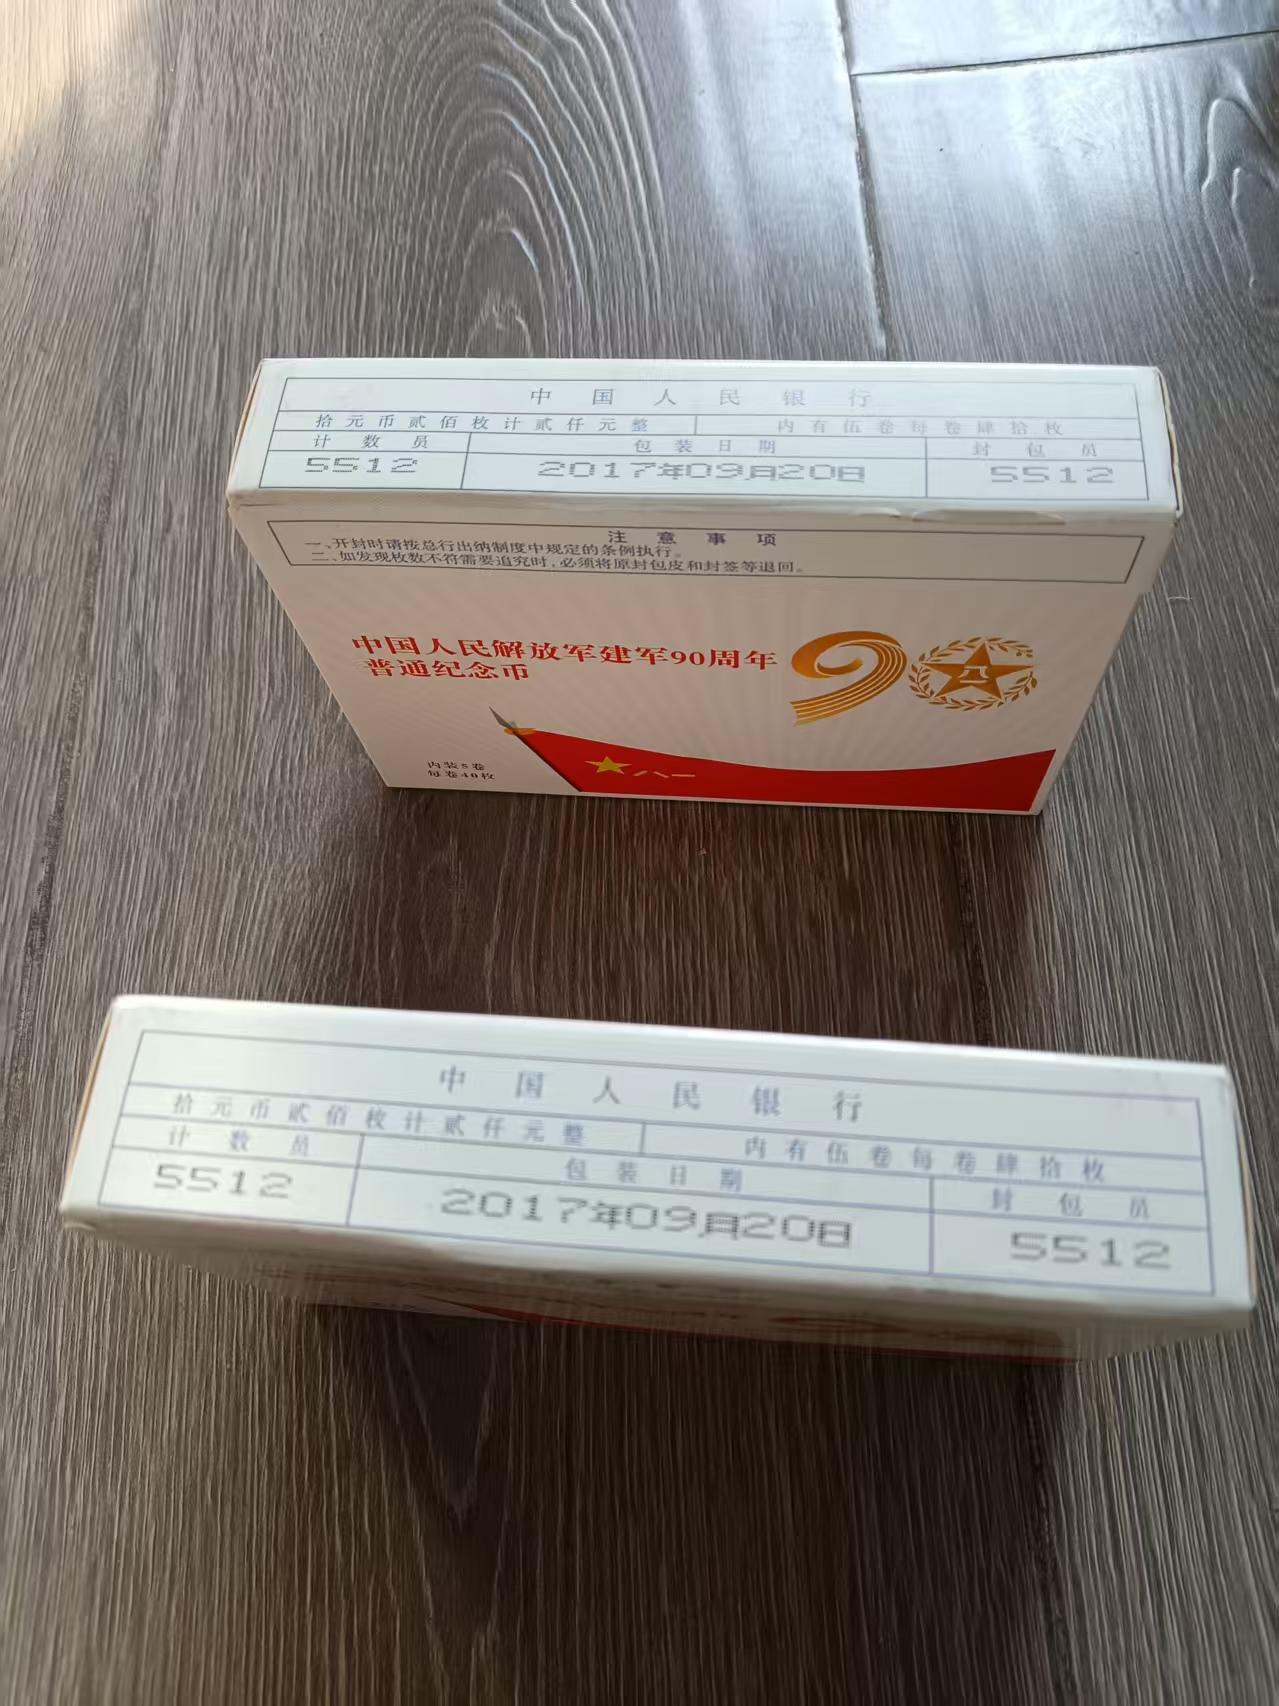 中国人民银行
拾元币贰佰枚计贰仟元整 内有伍卷每卷肆拾枚
计数员 包装日期 封包员
5512 2017年09月20日 5512
注意事项
一、开封时请按总行出纳制度中规定的条例执行。
二、如发现枚数不符需要追究时，必须将原封包皮和封签等退回。
中国人民解放军建军90周年
普通纪念币
90
八一
内装5卷
每卷40枚
八一
中国人民银行
拾元币贰佰枚计贰仟元整 内有伍卷每卷肆拾枚
计数员 包装日期 封包员
5512 2017年09月20日 5512